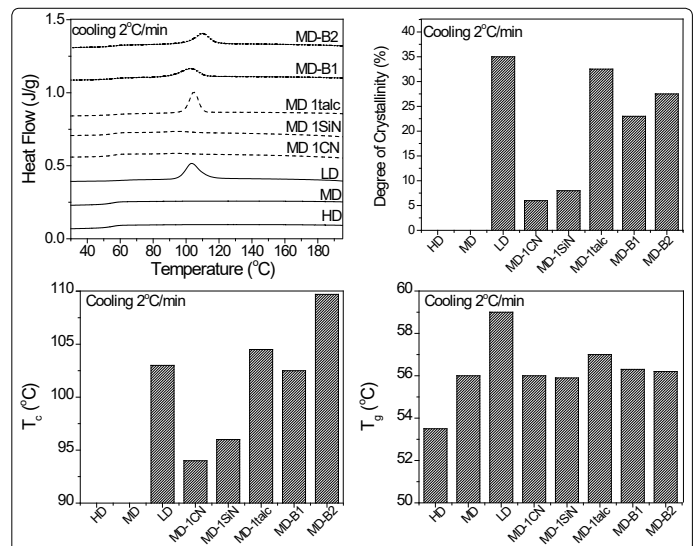 cooling 2°C/min
MD-B2
MD-B1
MD 1talc
MD 1SiN
MD 1CN
LD
MD
HD
1.5
1.0
0.5
0.0
Heat Flow (J/g)
40 60 80 100 120 140 160 180
Temperature (°C)
Cooling 2°C/min
40
35
30
25
20
15
10
5
0
Degree of Crystallinity (%)
HD MD LD MD-1CN MD-1SiN MD-1talc MD-B1 MD-B2
Cooling 2°C/min
110
105
100
95
90
Tc (°C)
HD MD LD MD-1CN MD-1SiN MD-1talc MD-B1 MD-B2
Cooling 2°C/min
60
58
56
54
52
50
Tg (°C)
HD MD LD MD-1CN MD-1SiN MD-1talc MD-B1 MD-B2